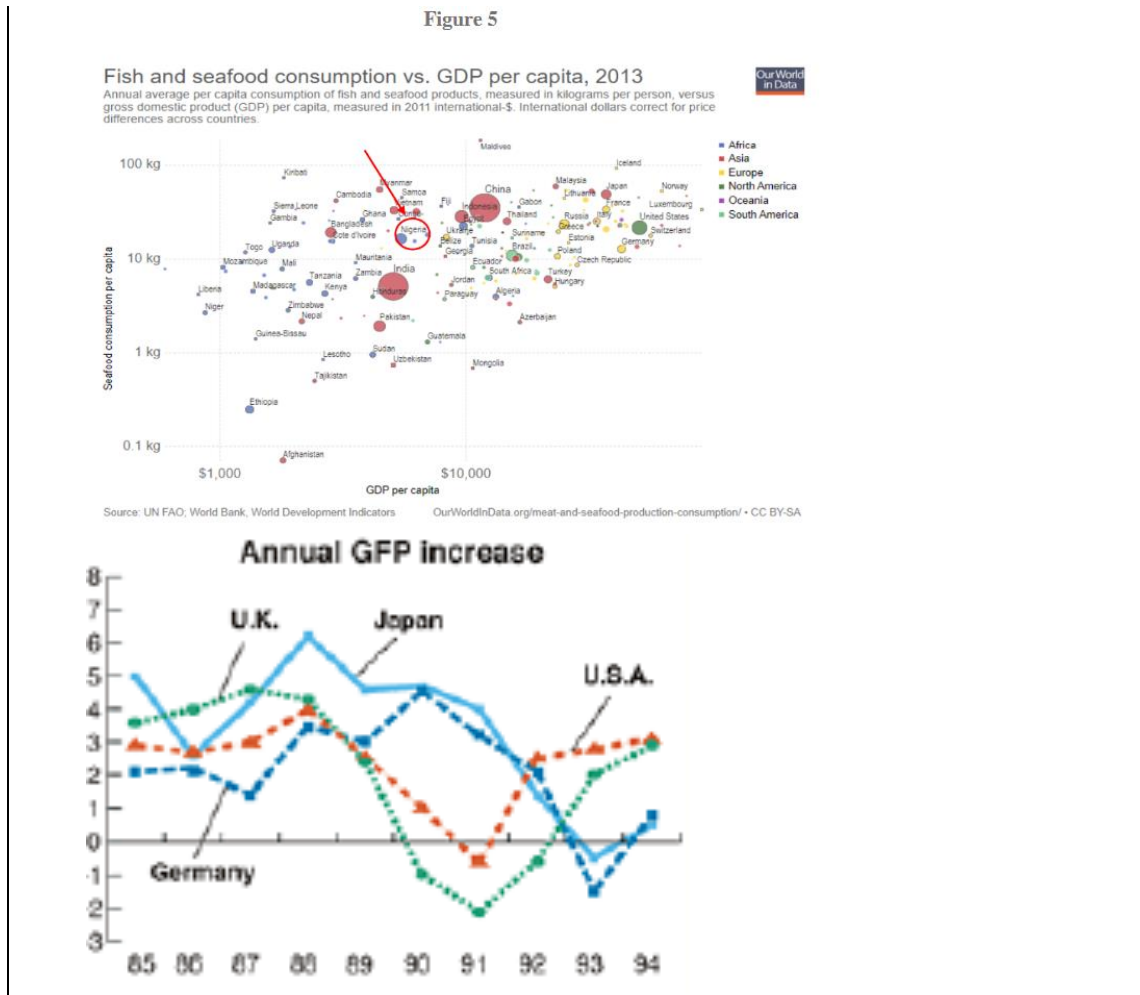 Figure 5
Fish and seafood consumption vs. GDP per capita, 2013
Our World
in Data
Annual average per capita consumption of fish and seafood products, measured in kilograms per person, versus
gross domestic product (GDP) per capita, measured in 2011 international-$. International dollars correct for price
differences across countries.
Maldives
Africa
Asia
Europe
North America
Oceania
South America
100 kg
Kiribati
Iceland
Myanmar
Samoa
China
Malaysia
Japan
Norway
Cambodia
Vietnam
Fiji
Gabon
Lithuania
France
Luxembourg
Sierra Leone
Ghana
Indonesia
Gambia
Thailand
Russia
Italy
United States
Bangladesh
Nigeria
Egypt
Ukraine
Suriname
Greece
Switzerland
Cote d'Ivoire
Belize
Tunisia
Estonia
Germany
Togo
Uganda
Georgia
Brazil
Poland
10 kg
Mozambique
Mali
Mauritania
Ecuador
Czech Republic
India
Tanzania
Zambia
South Africa
Turkey
Liberia
Madagascar
Kenya
Honduras
Jordan
Algeria
Hungary
Paraguay
Niger
Zimbabwe
Nepal
Pakistan
Azerbaijan
Guinea-Bissau
Guatemala
1 kg
Lesotho
Sudan
Uzbekistan
Mongolia
Tajikistan
Ethiopia
0.1 kg
Afghanistan
Seafood consumption per capita
$1,000
$10,000
GDP per capita
Source: UN FAO; World Bank, World Development Indicators
OurWorldInData.org/meat-and-seafood-production-consumption/ • CC BY-SA
Annual GFP increase
8
7
6
5
4
3
2
1
0
-1
-2
-3
U.K.
Japan
U.S.A.
Germany
85 86 87 88 89 90 91 92 93 94